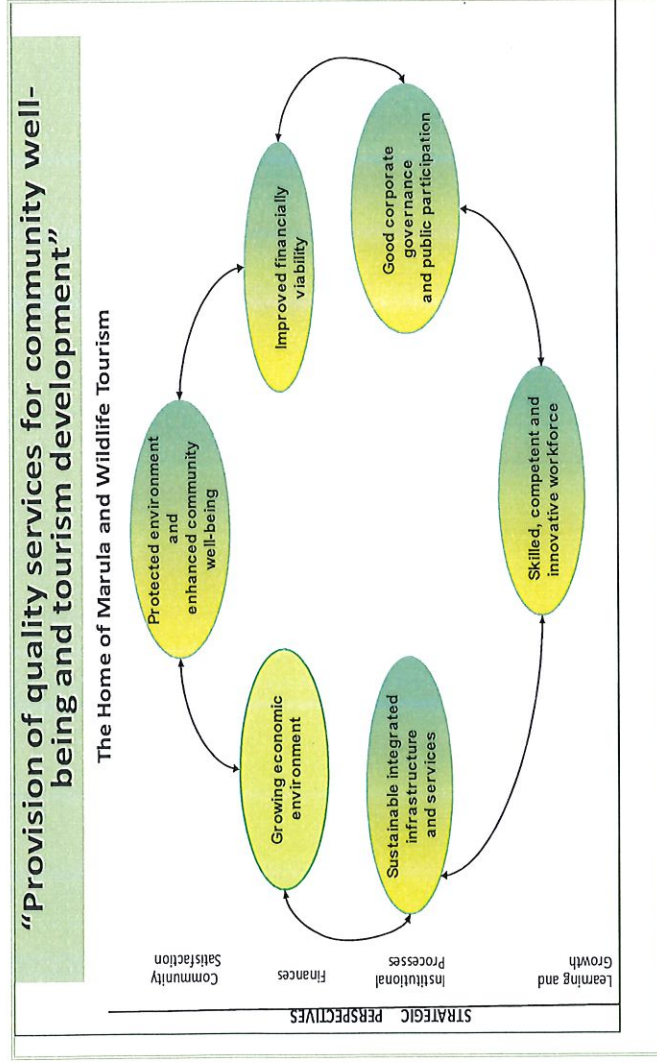 “Provision of quality services for community well-
being and tourism development”
The Home of Marula and Wildlife Tourism
STRATEGIC PERSPECTIVES
Community
Satisfaction
Protected environment
and
enhanced community
well-being
Finances
Growing economic
environment
Improved financially
viability
Institutional
Processes
Sustainable integrated
infrastructure
and services
Good corporate
governance
and public participation
Learning and
Growth
Skilled, competent and
innovative workforce